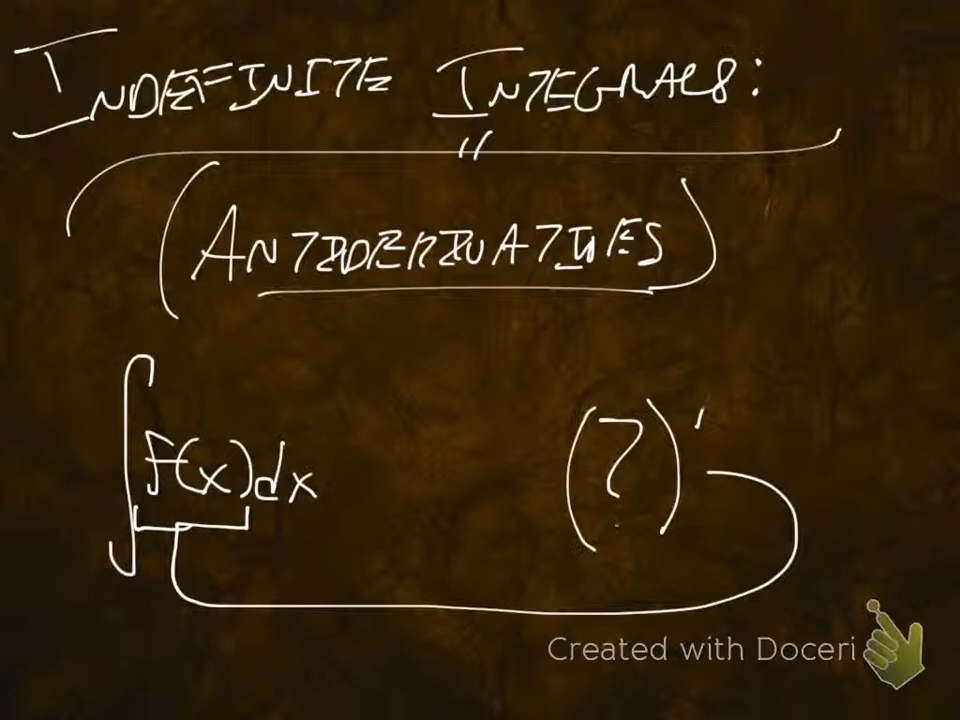 INDEFINITE INTEGRALS:
"
(ANTIDERIVATIVES)
∫f(x)dx (?)'
Created with Doceri